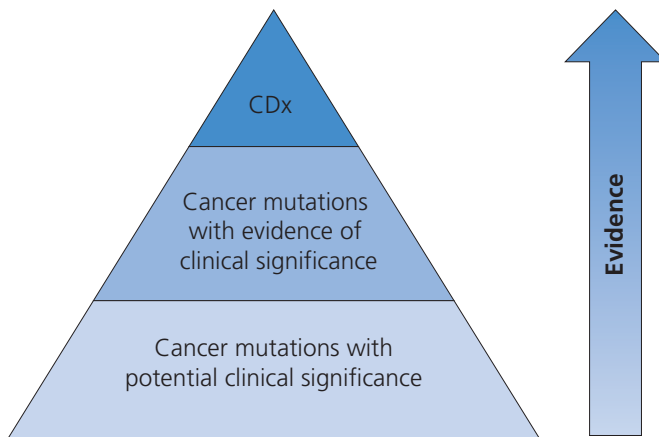 CDx
Cancer mutations
with evidence of
clinical significance
Cancer mutations with
potential clinical significance
Evidence